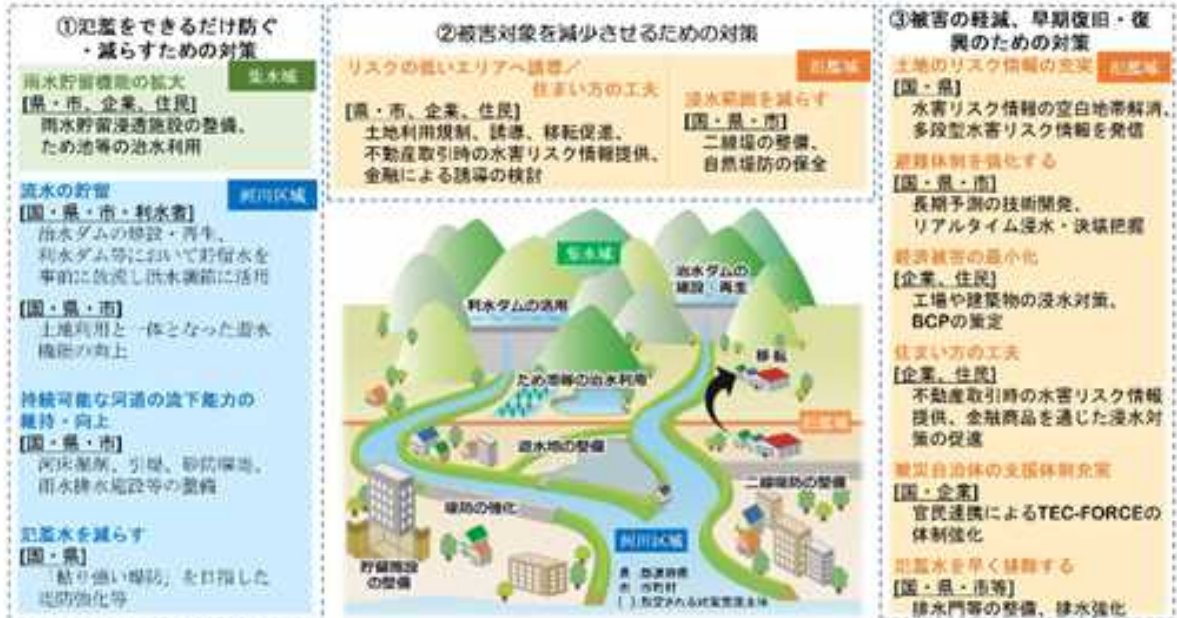 ①氾濫をできるだけ防ぐ
・減らすための対策
集水域
雨水貯留機能の拡大
[県・市、企業、住民]
雨水貯留浸透施設の整備、
ため池等の治水利用
河川区域
流水の貯留
[国・県・市・利水者]
治水ダムの建設・再生、
利水ダム等において貯留水を
事前に放流し洪水調節に活用
[国・県・市]
土地利用と一体となった遊水
機能の向上
持続可能な河道の流下能力の
維持・向上
[国・県・市]
河床掘削、引堤、砂防堰堤、
雨水排水施設等の整備
氾濫水を減らす
[国・県]
「粘り強い堤防」を目指した
堤防強化等
②被害対象を減少させるための対策
氾濫域
リスクの低いエリアへ誘導/
住まい方の工夫
[県・市、企業、住民]
土地利用規制、誘導、移転促進、
不動産取引時の水害リスク情報提供、
金融による誘導の検討
浸水範囲を減らす
[国・県・市]
二線堤の整備、
自然堤防の保全
集水域
治水ダムの
建設・再生
利水ダムの活用
移転
ため池等の治水利用
氾濫域
遊水地の整備
二線堤防の整備
堤防の強化
河川区域
貯留施設
の整備
県:都道府県
市:市町村
[ ]:想定される対策実施主体
③被害の軽減、早期復旧・復
興のための対策
氾濫域
土地のリスク情報の充実
[国・県]
水害リスク情報の空白地帯解消、
多段型水害リスク情報を発信
避難体制を強化する
[国・県・市]
長期予測の技術開発、
リアルタイム浸水・決壊把握
経済被害の最小化
[企業、住民]
工場や建築物の浸水対策、
BCPの策定
住まい方の工夫
[企業、住民]
不動産取引時の水害リスク情報
提供、金融商品を通じた浸水対
策の促進
被災自治体の支援体制充実
[国・企業]
官民連携によるTEC-FORCEの
体制強化
氾濫水を早く排除する
[国・県・市等]
排水門等の整備、排水強化